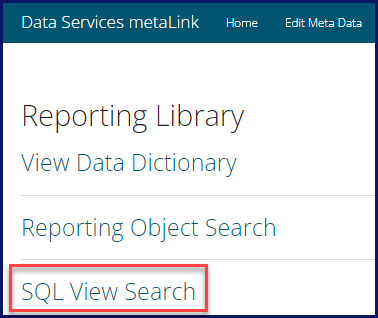 Data Services metaLink Home Edit Meta Data
Reporting Library
View Data Dictionary
Reporting Object Search
SQL View Search